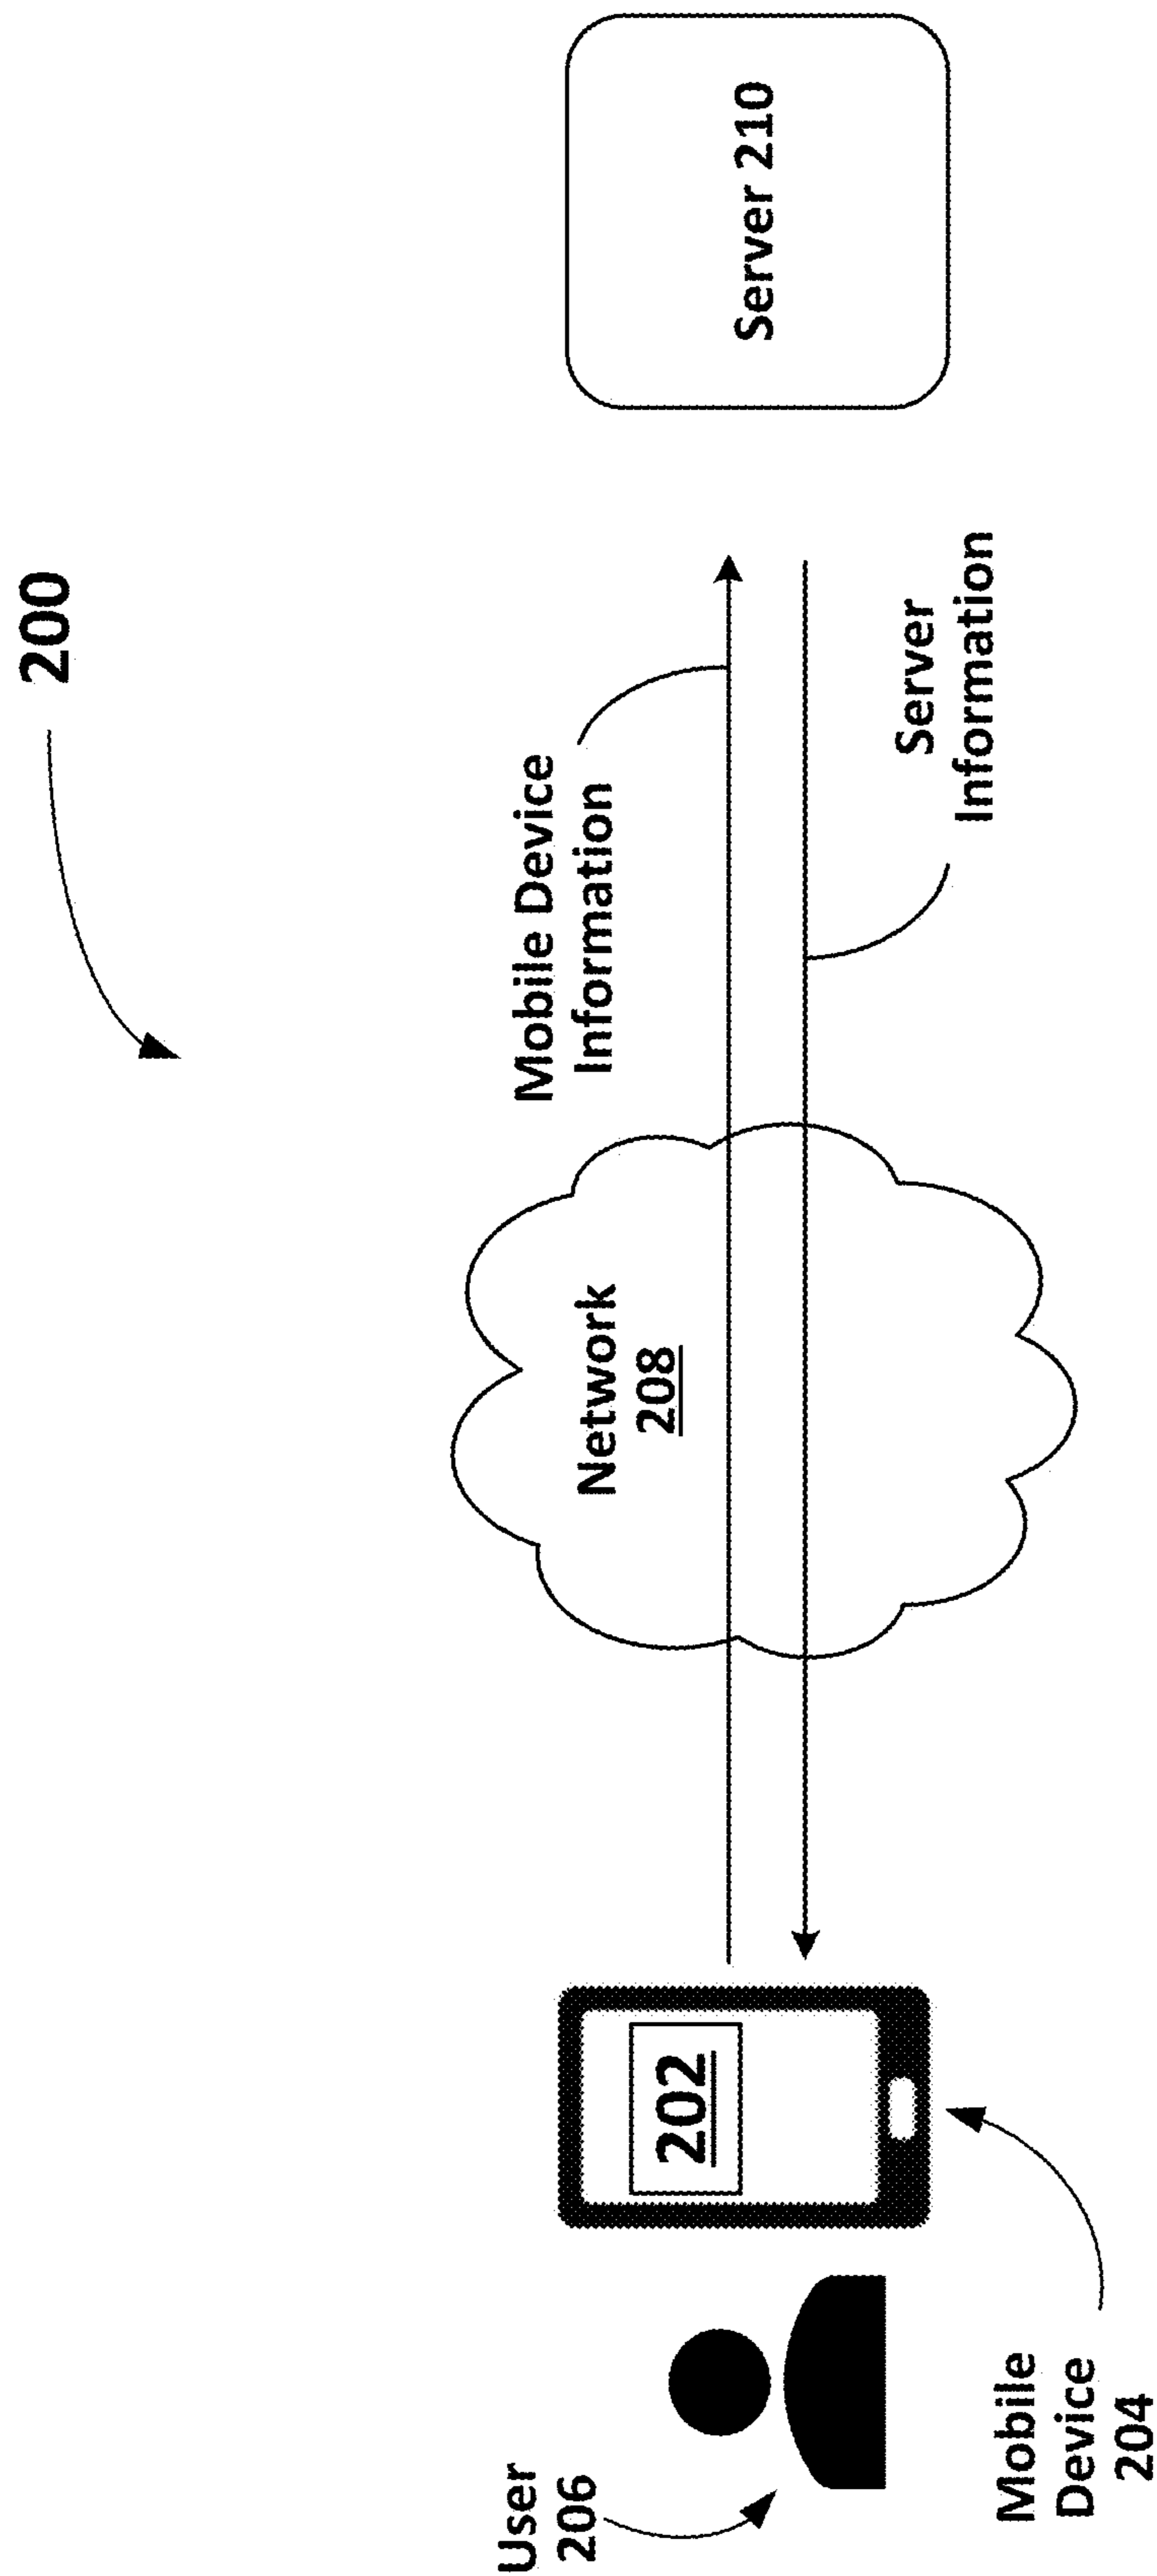 200
Mobile Device
Information
Server 210
Network
208
Server
Information
User
206
202
Mobile
Device
204